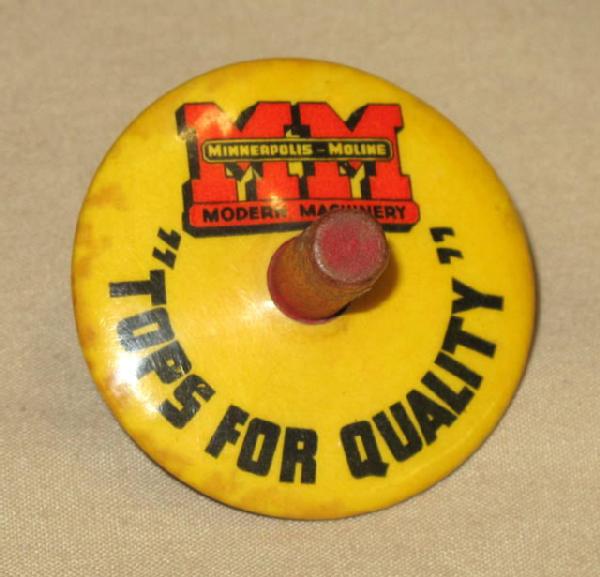 MM
MINNEAPOLIS - MOLINE
MODERN MACHINERY
"TOPS FOR QUALITY"